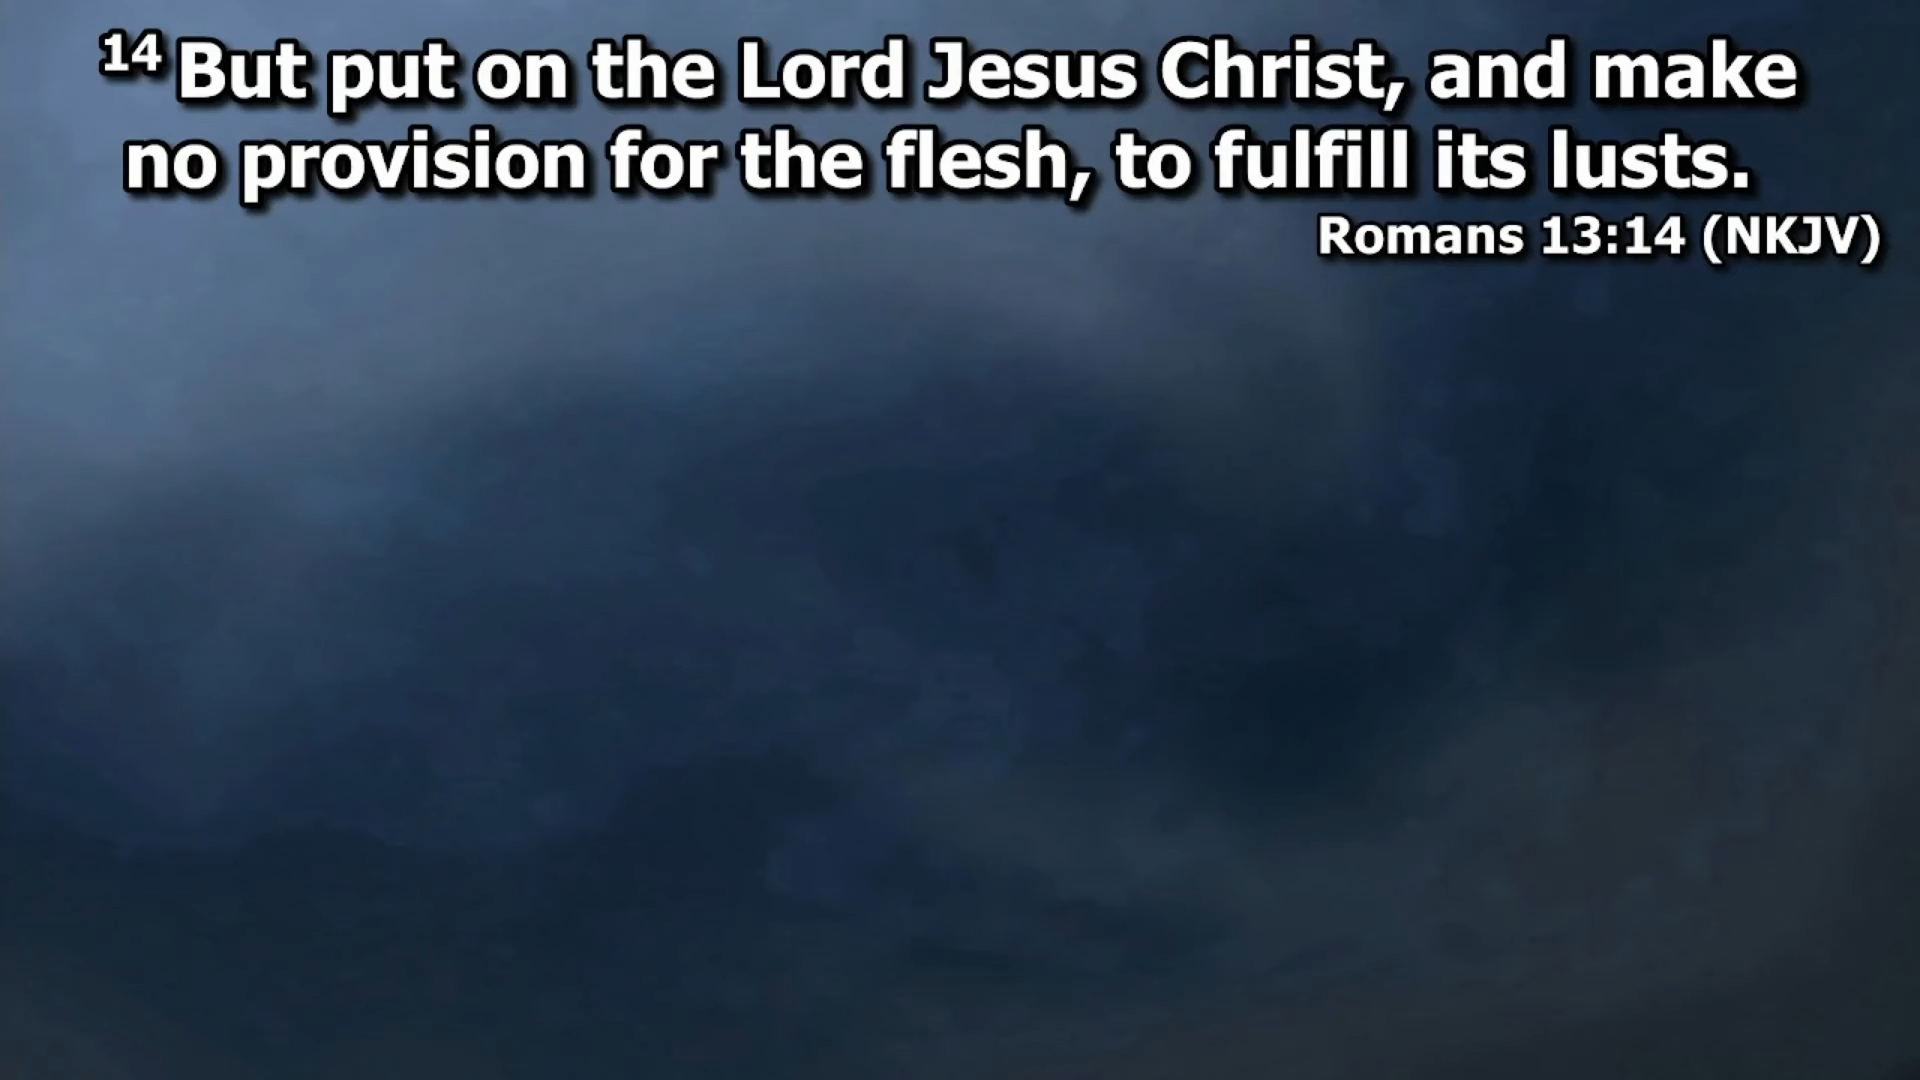 14 But put on the Lord Jesus Christ, and make
no provision for the flesh, to fulfill its lusts.
Romans 13:14 (NKJV)